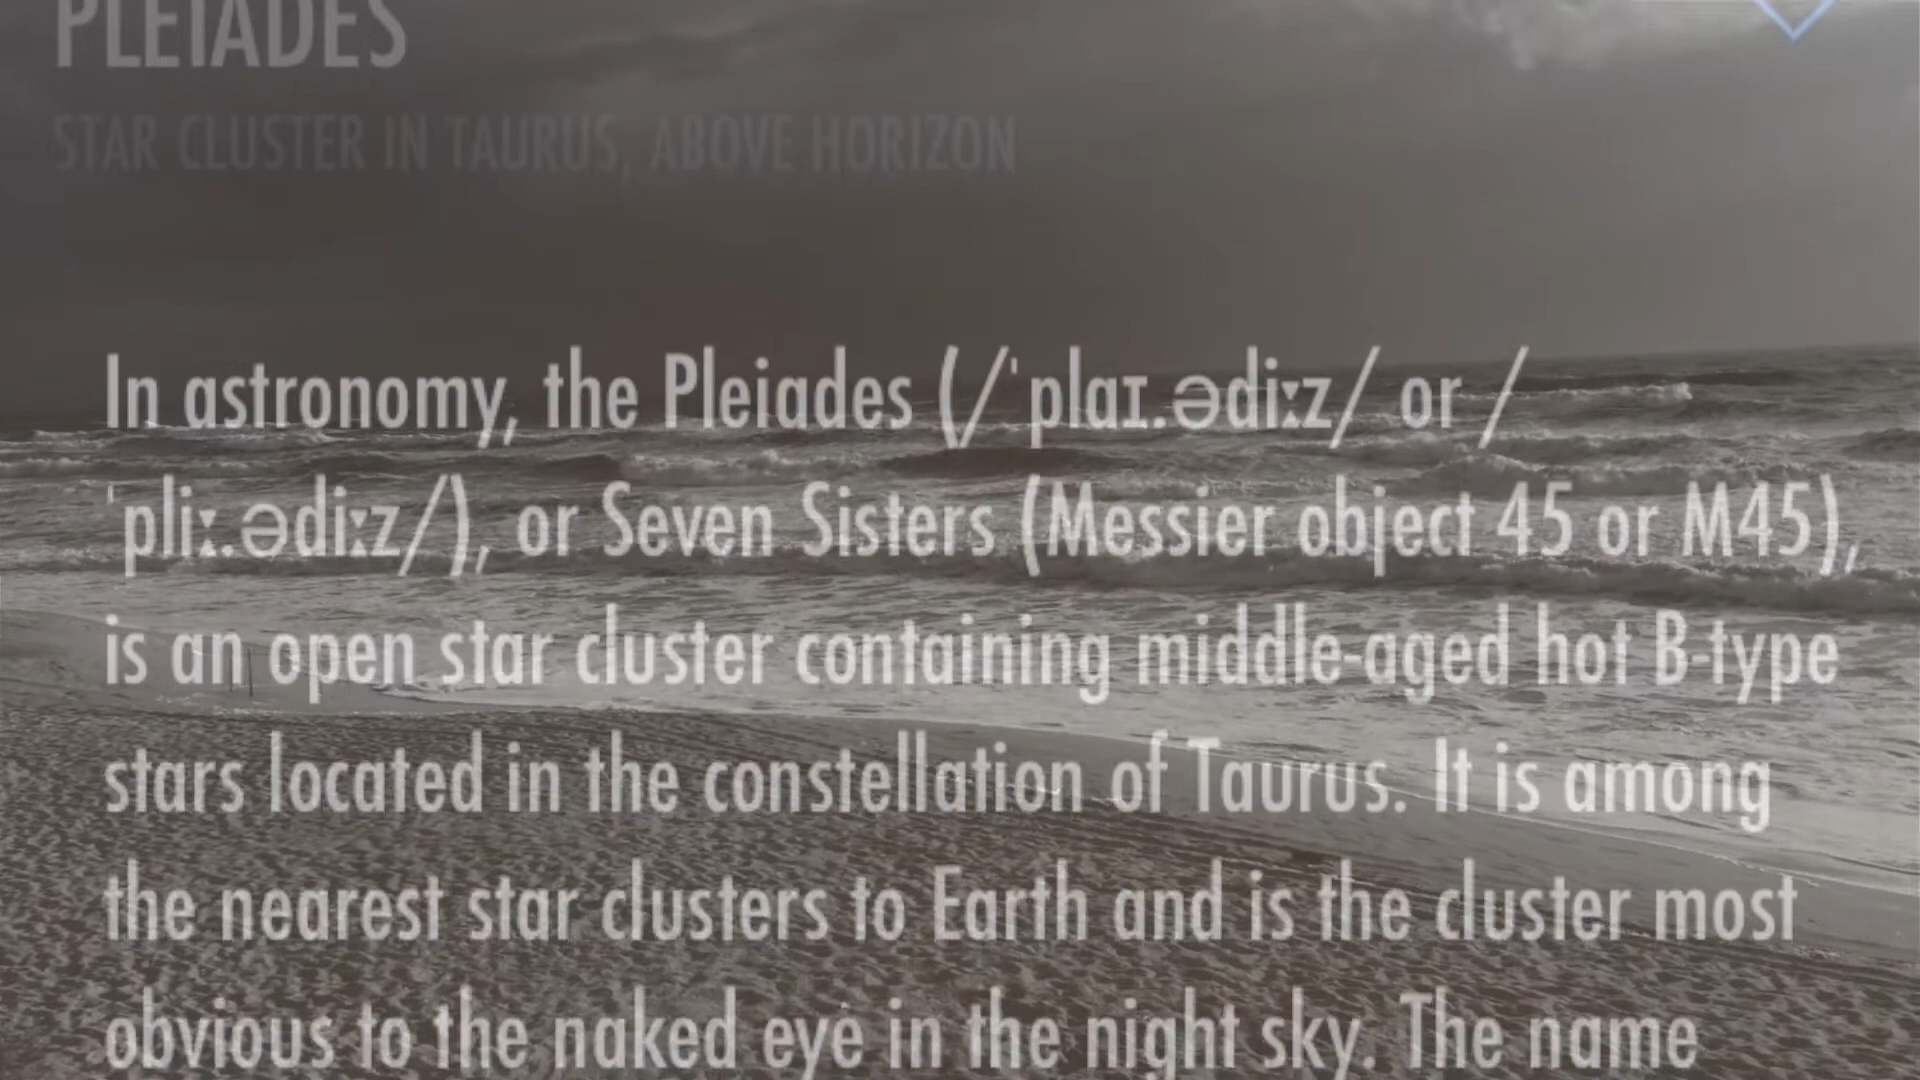 PLEIADES
STAR CLUSTER IN TAURUS, ABOVE HORIZON
In astronomy, the Pleiades (/ˈplaɪ.ədiːz/ or /
ˈpliː.ədiːz/), or Seven Sisters (Messier object 45 or M45),
is an open star cluster containing middle-aged hot B-type
stars located in the constellation of Taurus. It is among
the nearest star clusters to Earth and is the cluster most
obvious to the naked eye in the night sky. The name